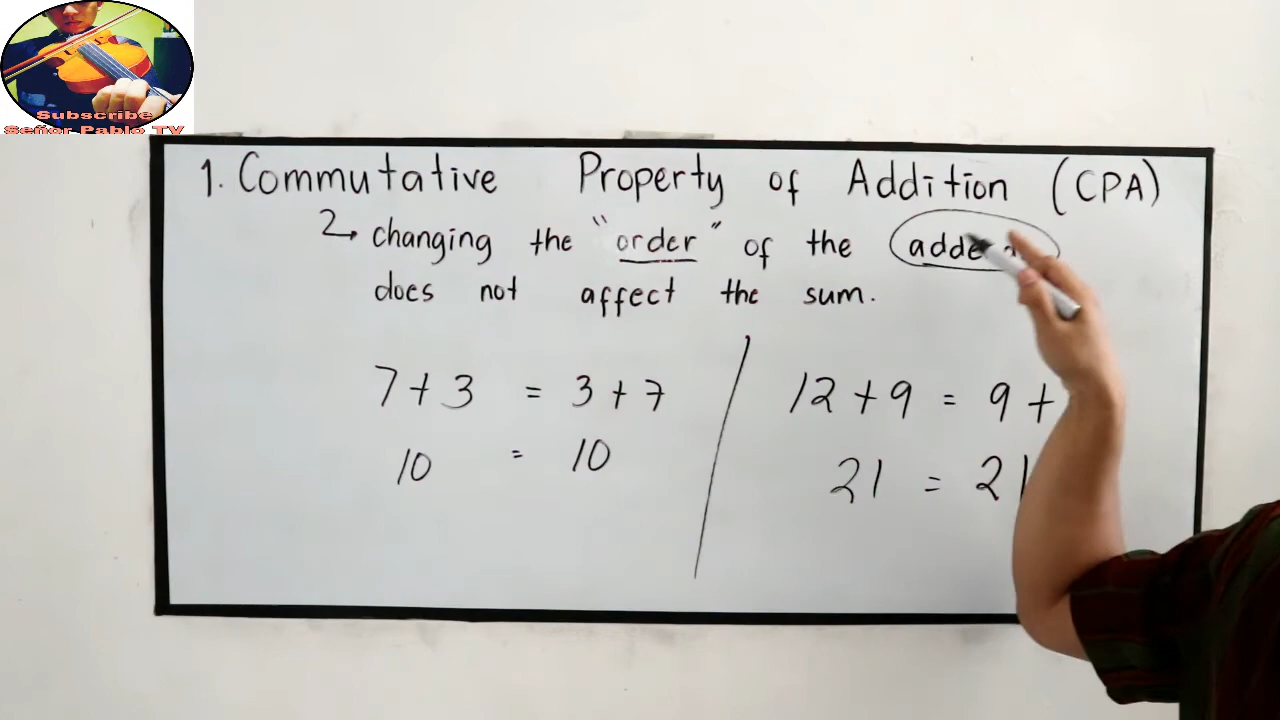 Subscribe
Señor Pablo TV
1. Commutative Property of Addition (CPA)
changing the "order" of the
does not affect the sum.
7 + 3 = 3 + 7
10 = 10
12 + 9 = 9 +
21 = 21